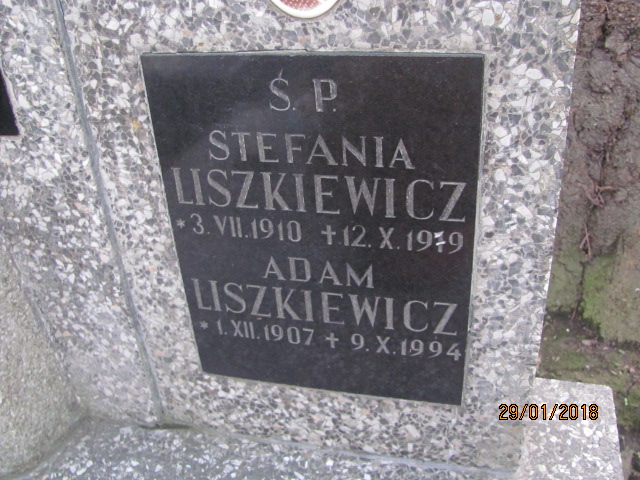 Ś. P.
STEFANIA
LISZKIEWICZ
*3.VII.1910 +12.X.1979
ADAM
LISZKIEWICZ
*1.XII.1907 + 9.X.1994
29/01/2018